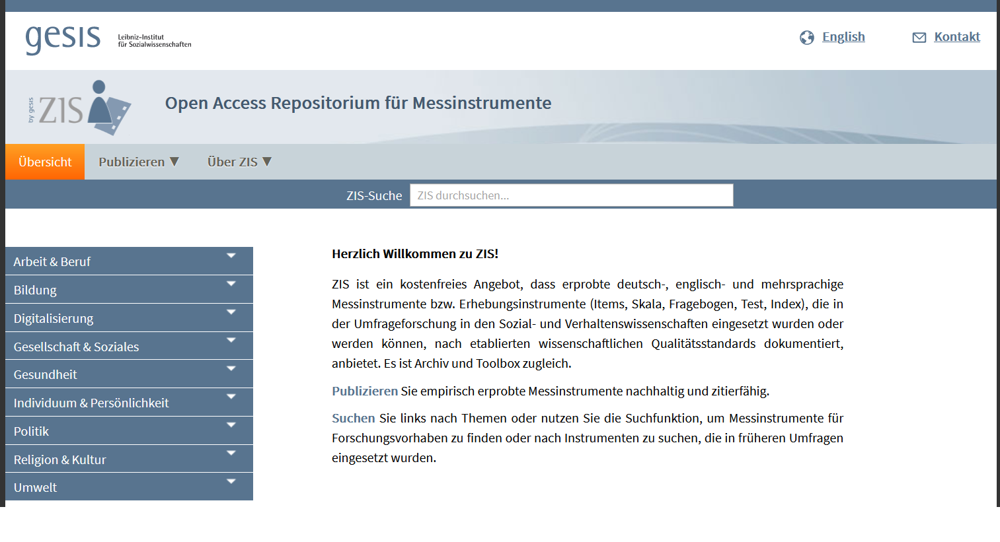 gesis
Leibniz-Institut
für Sozialwissenschaften
English
Kontakt
by gesis
ZIS
Open Access Repositorium für Messinstrumente
Übersicht
Publizieren ▼
Über ZIS ▼
ZIS-Suche
ZIS durchsuchen...
Arbeit & Beruf
Bildung
Digitalisierung
Gesellschaft & Soziales
Gesundheit
Individuum & Persönlichkeit
Politik
Religion & Kultur
Umwelt
Herzlich Willkommen zu ZIS!
ZIS ist ein kostenfreies Angebot, dass erprobte deutsch-, englisch- und mehrsprachige
Messinstrumente bzw. Erhebungsinstrumente (Items, Skala, Fragebogen, Test, Index), die in
der Umfrageforschung in den Sozial- und Verhaltenswissenschaften eingesetzt wurden oder
werden können, nach etablierten wissenschaftlichen Qualitätsstandards dokumentiert,
anbietet. Es ist Archiv und Toolbox zugleich.
Publizieren Sie empirisch erprobte Messinstrumente nachhaltig und zitierfähig.
Suchen Sie links nach Themen oder nutzen Sie die Suchfunktion, um Messinstrumente für
Forschungsvorhaben zu finden oder nach Instrumenten zu suchen, die in früheren Umfragen
eingesetzt wurden.